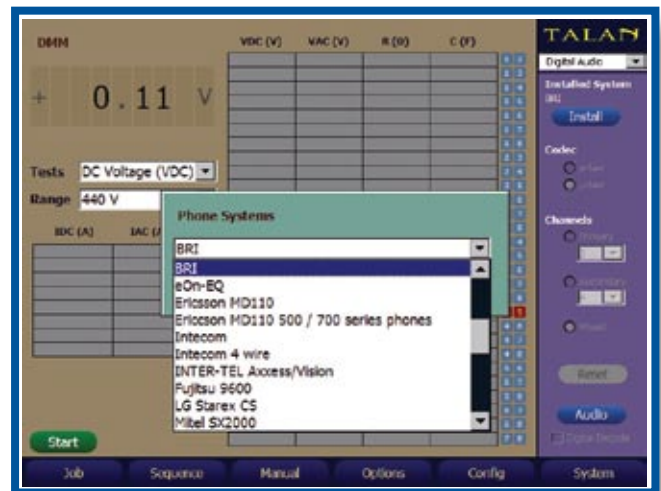 DMM
VDC (V) VAC (V) R (Ω) C (F)
TALAN
Digital Audio
+ 0.11 V
Installed System
BRI
Install
Codec
Tests DC Voltage (VDC)
Range 440 V
IDC (A) IAC
Channels
Phone Systems
BRI
BRI
eOn-EQ
Ericsson MD110
Ericcson MD110 500 / 700 series phones
Intecom
Intecom 4 wire
INTER-TEL Axxess/Vision
Fujitsu 9600
LG Starex CS
Mitel SX2000
Reset
Audio
Digital Decode
Start
Job Sequence Manual Options Config System